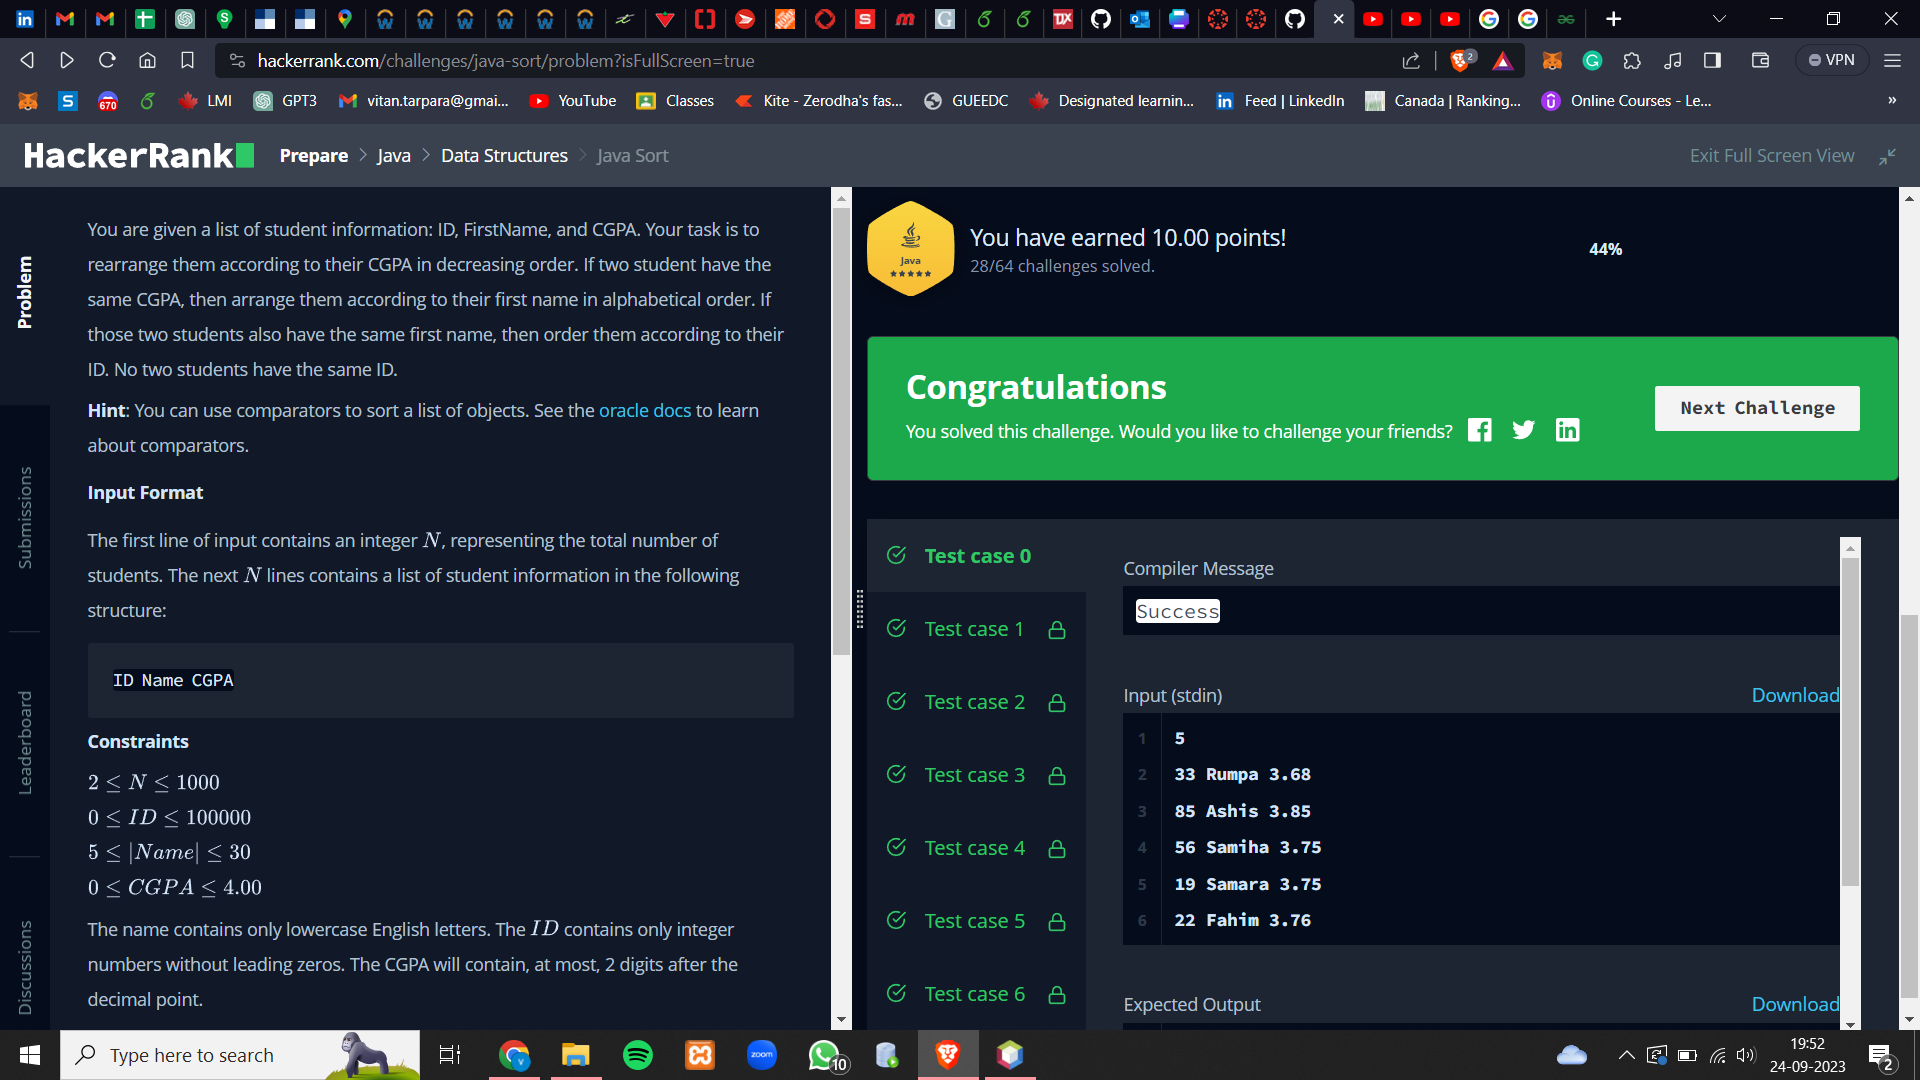 670
LMI
GPT3
vitan.tarpara@gmai...
YouTube
Classes
Kite - Zerodha's fas...
GUEEDC
Designated learnin...
Feed | LinkedIn
Canada | Ranking...
Online Courses - Le...
»
hackerrank.com/challenges/java-sort/problem?isFullScreen=true
2
VPN
HackerRank
Prepare > Java > Data Structures > Java Sort
Exit Full Screen View
Problem
Submissions
Leaderboard
Discussions
You are given a list of student information: ID, FirstName, and CGPA. Your task is to
rearrange them according to their CGPA in decreasing order. If two student have the
same CGPA, then arrange them according to their first name in alphabetical order. If
those two students also have the same first name, then order them according to their
ID. No two students have the same ID.
Hint: You can use comparators to sort a list of objects. See the oracle docs to learn
about comparators.
Input Format
The first line of input contains an integer N, representing the total number of
students. The next N lines contains a list of student information in the following
structure:
ID Name CGPA
Constraints
2 ≤ N ≤ 1000
0 ≤ ID ≤ 100000
5 ≤ |Name| ≤ 30
0 ≤ CGPA ≤ 4.00
The name contains only lowercase English letters. The ID contains only integer
numbers without leading zeros. The CGPA will contain, at most, 2 digits after the
decimal point.
Java
You have earned 10.00 points!
28/64 challenges solved.
44%
Congratulations
You solved this challenge. Would you like to challenge your friends?
Next Challenge
Test case 0
Test case 1
Test case 2
Test case 3
Test case 4
Test case 5
Test case 6
Compiler Message
Success
Input (stdin)
Download
1 5
2 33 Rumpa 3.68
3 85 Ashis 3.85
4 56 Samiha 3.75
5 19 Samara 3.75
6 22 Fahim 3.76
Expected Output
Download
Type here to search
zoom
10
19:52
24-09-2023
2